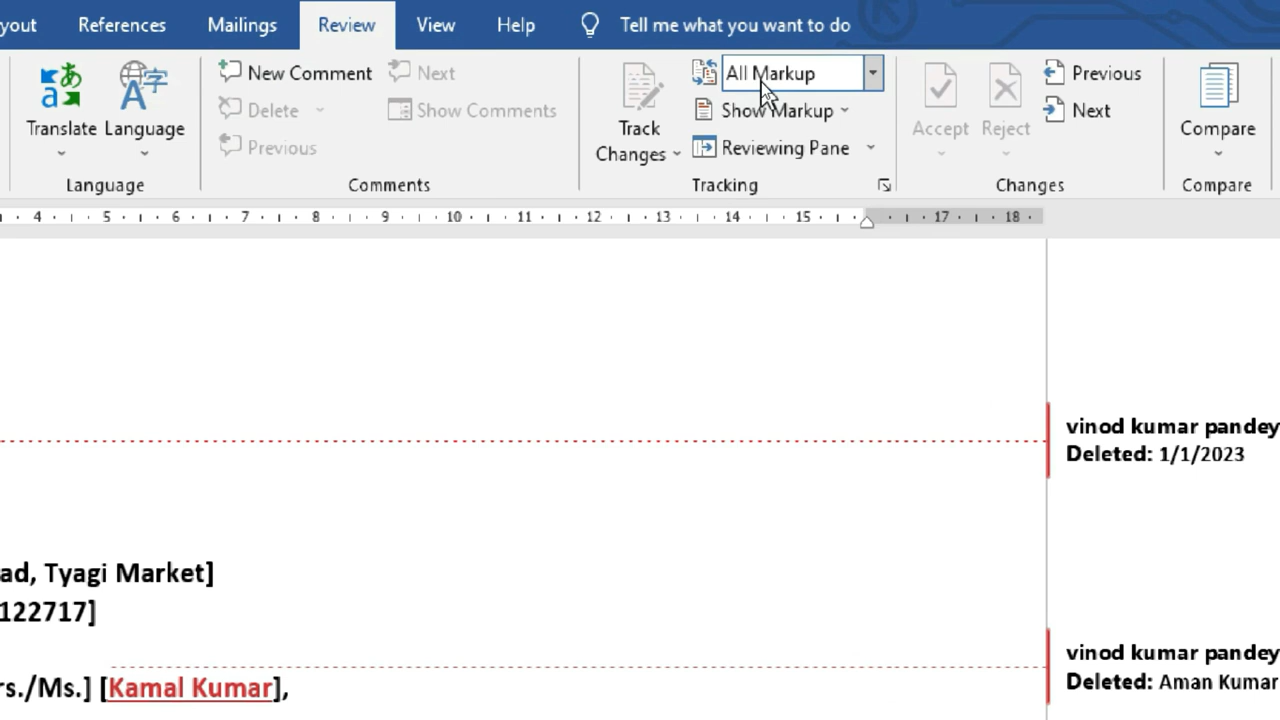 yout References Mailings Review View Help Tell me what you want to do
New Comment Next All Markup Previous
Delete Show Comments Show Markup Next
Previous Reviewing Pane
Translate Language Track Changes Accept Reject Compare
Language Comments Tracking Changes Compare
4 5 6 7 8 9 10 11 12 13 14 15 17 18
vinod kumar pandey
Deleted: 1/1/2023
ad, Tyagi Market]
122717]
vinod kumar pandey
Deleted: Aman Kumar
rs./Ms.] [Kamal Kumar],